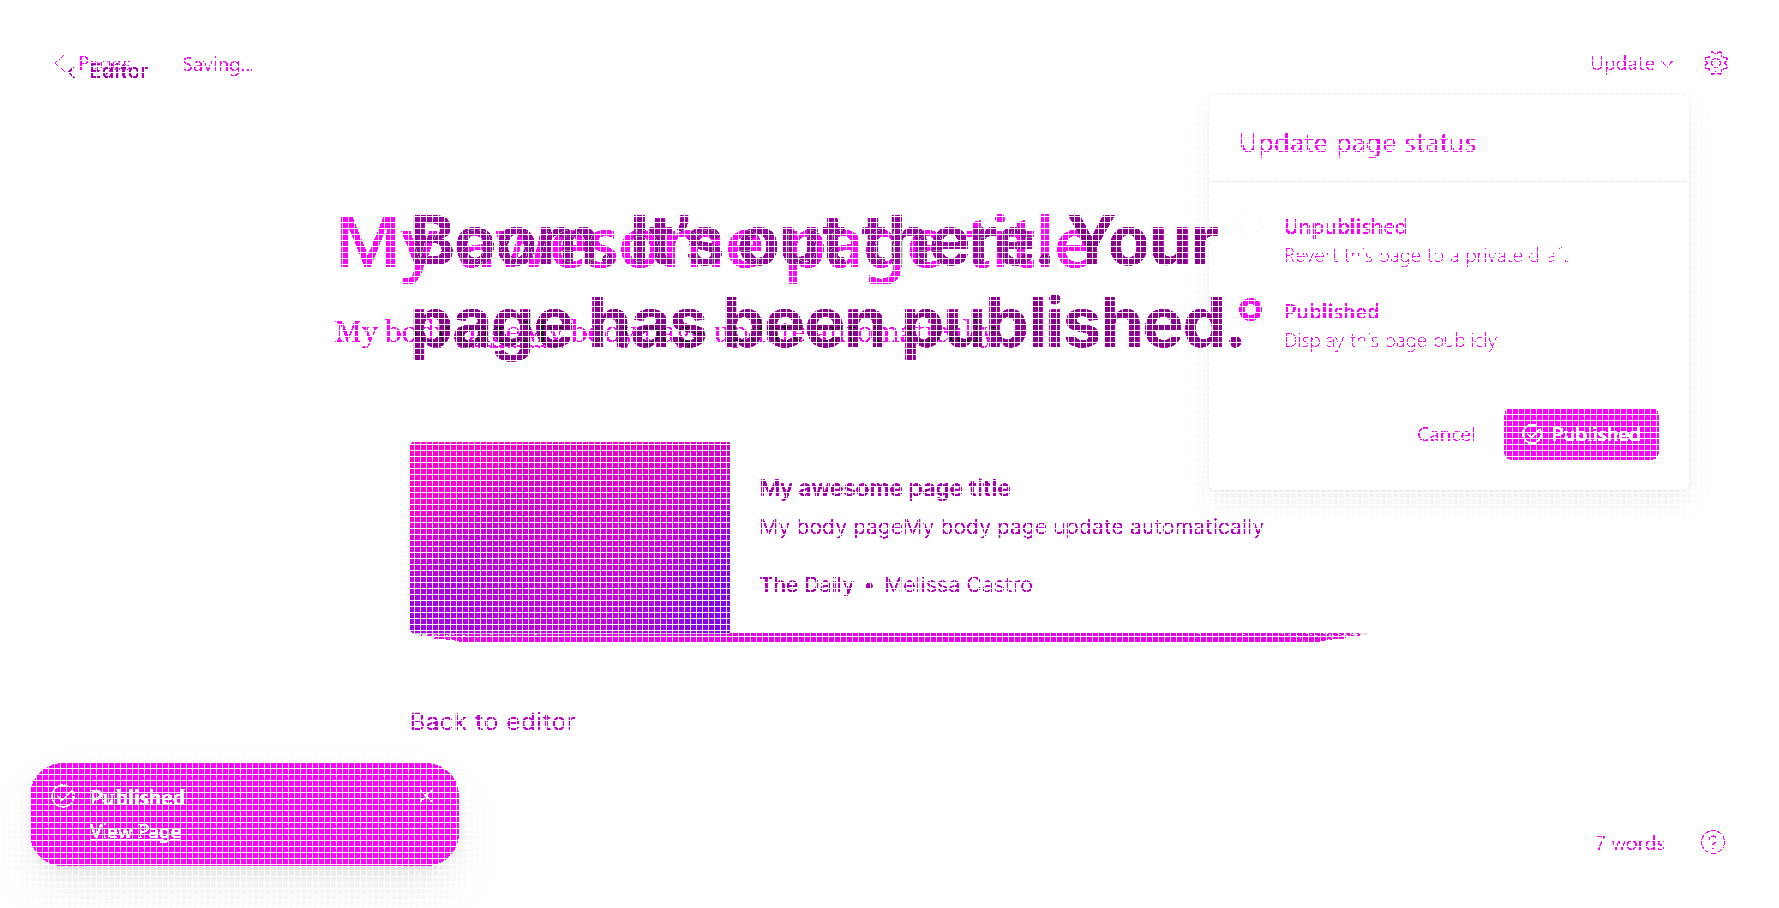 Pages
Editor
Saving...
Update
Update page status
My awesome page title
Boom. It's out there. Your
page has been published.
Unpublished
Revert this page to a private draft
Published
Display this page publicly
Cancel
Published
My body page My body page update automatically
My awesome page title
My body pageMy body page update automatically
The Daily • Melissa Castro
Back to editor
Published
View Page
7 words